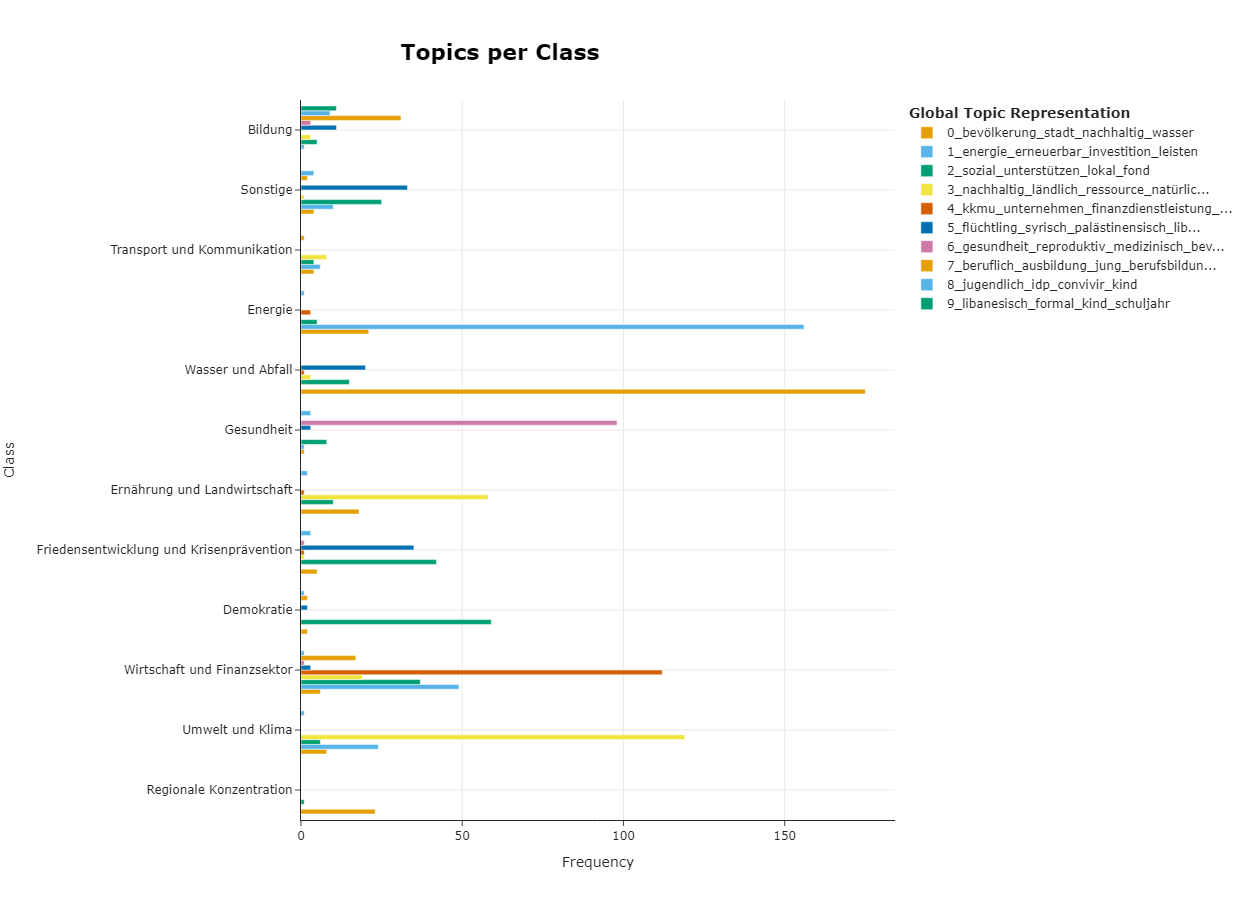 Topics per Class
Global Topic Representation
0_bevölkerung_stadt_nachhaltig_wasser
1_energie_erneuerbar_investition_leisten
2_sozial_unterstützen_lokal_fond
3_nachhaltig_ländlich_ressource_natürlic...
4_kkmu_unternehmen_finanzdienstleistung_...
5_flüchtling_syrisch_palästinensisch_lib...
6_gesundheit_reproduktiv_medizinisch_bev...
7_beruflich_ausbildung_jung_berufsbildun...
8_jugendlich_idp_convivir_kind
9_libanesisch_formal_kind_schuljahr
Bildung
Sonstige
Transport und Kommunikation
Energie
Wasser und Abfall
Gesundheit
Ernährung und Landwirtschaft
Friedensentwicklung und Krisenprävention
Demokratie
Wirtschaft und Finanzsektor
Umwelt und Klima
Regionale Konzentration
Class
0 50 100 150
Frequency